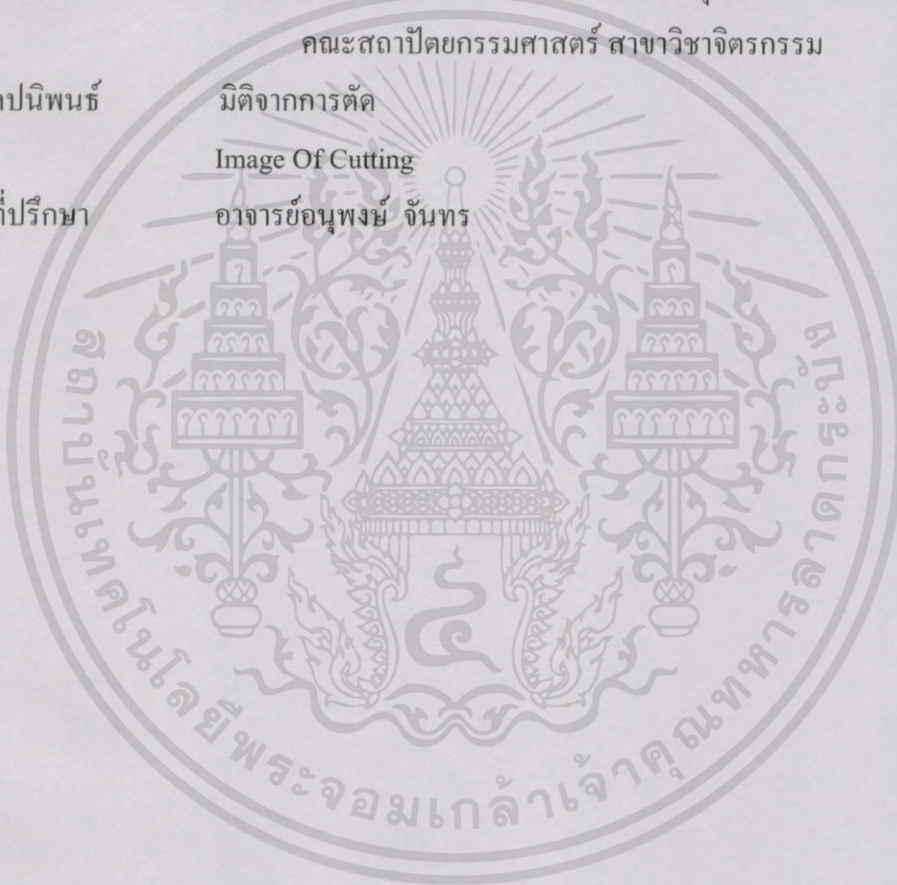 คณะสถาปัตยกรรมศาสตร์ สาขาวิชาจิตรกรรม
ปนิพนธ์ มิติจากการตัด
Image Of Cutting
ที่ปรึกษา อาจารย์อนุพงษ์ จันทร
สถาบันเทคโนโลยีพระจอมเกล้าเจ้าคุณทหารลาดกระบัง
๔